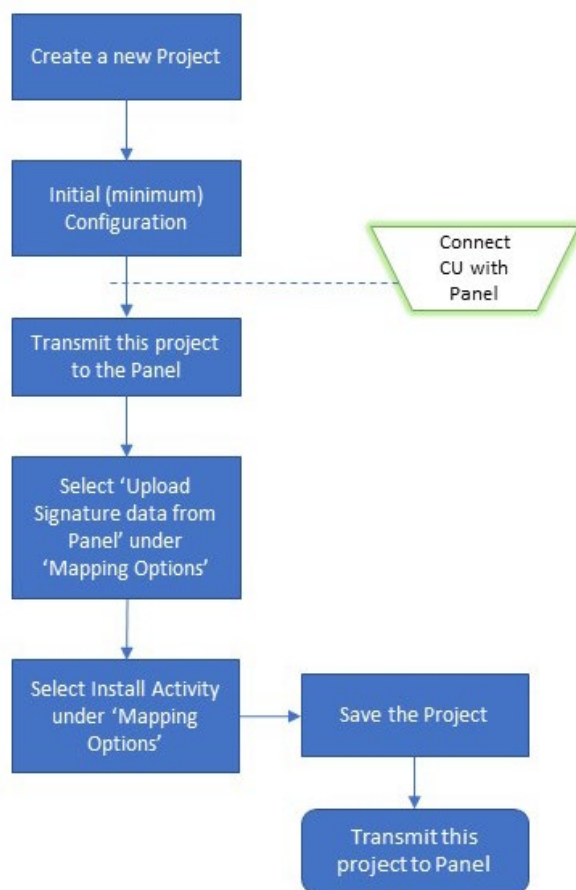 Create a new Project
Initial (minimum)
Configuration
Connect
CU with
Panel
Transmit this project
to the Panel
Select ‘Upload
Signature data from
Panel’ under
‘Mapping Options’
Select Install Activity
under ‘Mapping
Options’
Save the Project
Transmit this
project to Panel